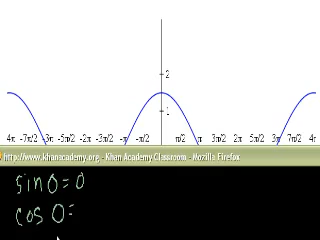 2
1
4π -7π/2 -3π -5π/2 -2π -3π/2 -π -π/2 π/2 π 3π/2 2π 5π/2 3π 7π/2 4π
http://www.khanacademy.org - Khan Academy Classroom - Mozilla Firefox
sin 0 = 0
cos 0 =